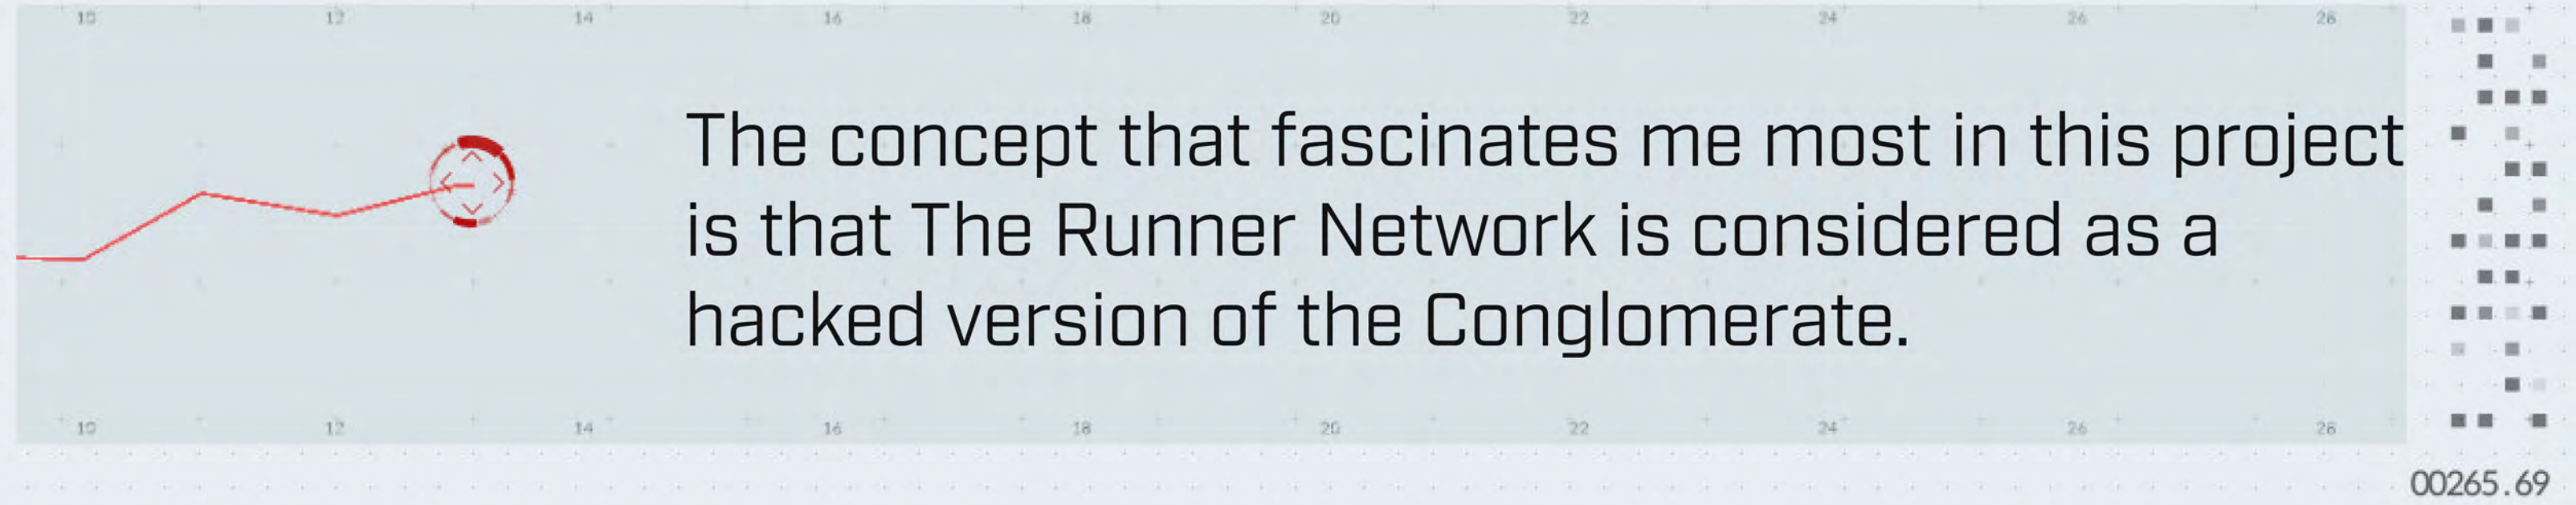 10 12 14 16 18 20 22 24 26 28
The concept that fascinates me most in this project
is that The Runner Network is considered as a
hacked version of the Conglomerate.
10 12 14 16 18 20 22 24 26 28
00265.69